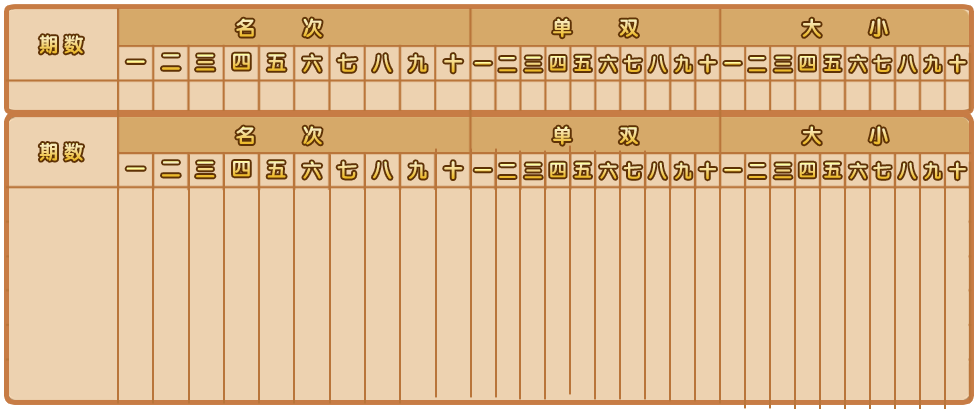 期数 名次 单双 大小
一 二 三 四 五 六 七 八 九 十 一 二 三 四 五 六 七 八 九 十 一 二 三 四 五 六 七 八 九 十
期数 名次 单双 大小
一 二 三 四 五 六 七 八 九 十 一 二 三 四 五 六 七 八 九 十 一 二 三 四 五 六 七 八 九 十